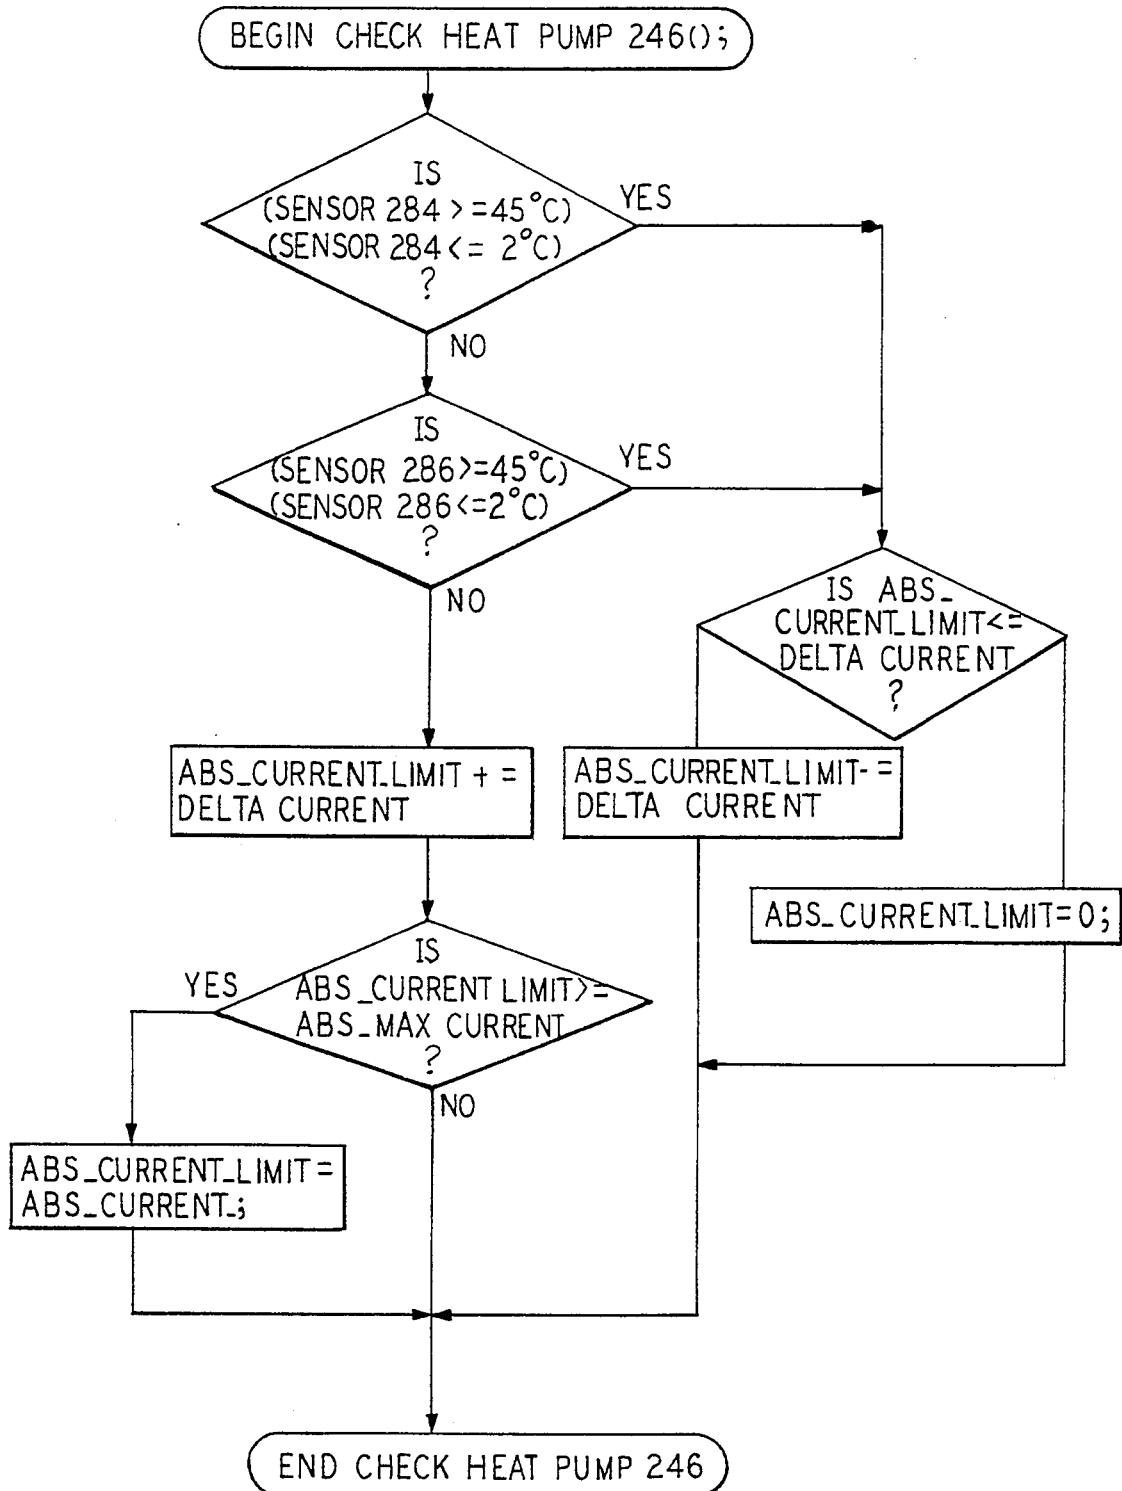 BEGIN CHECK HEAT PUMP 246();
IS
(SENSOR 284 >=45°C)
(SENSOR 284 <= 2°C)
?
YES
NO
IS
(SENSOR 286>=45°C)
(SENSOR 286<=2°C)
?
YES
NO
IS ABS_
CURRENT_LIMIT<=
DELTA CURRENT
?
ABS_CURRENT_LIMIT + =
DELTA CURRENT
ABS_CURRENT_LIMIT- =
DELTA CURRENT
ABS_CURRENT_LIMIT=0;
IS
ABS_CURRENT LIMIT>=
ABS_MAX CURRENT
?
YES
NO
ABS_CURRENT_LIMIT=
ABS_CURRENT_;
END CHECK HEAT PUMP 246